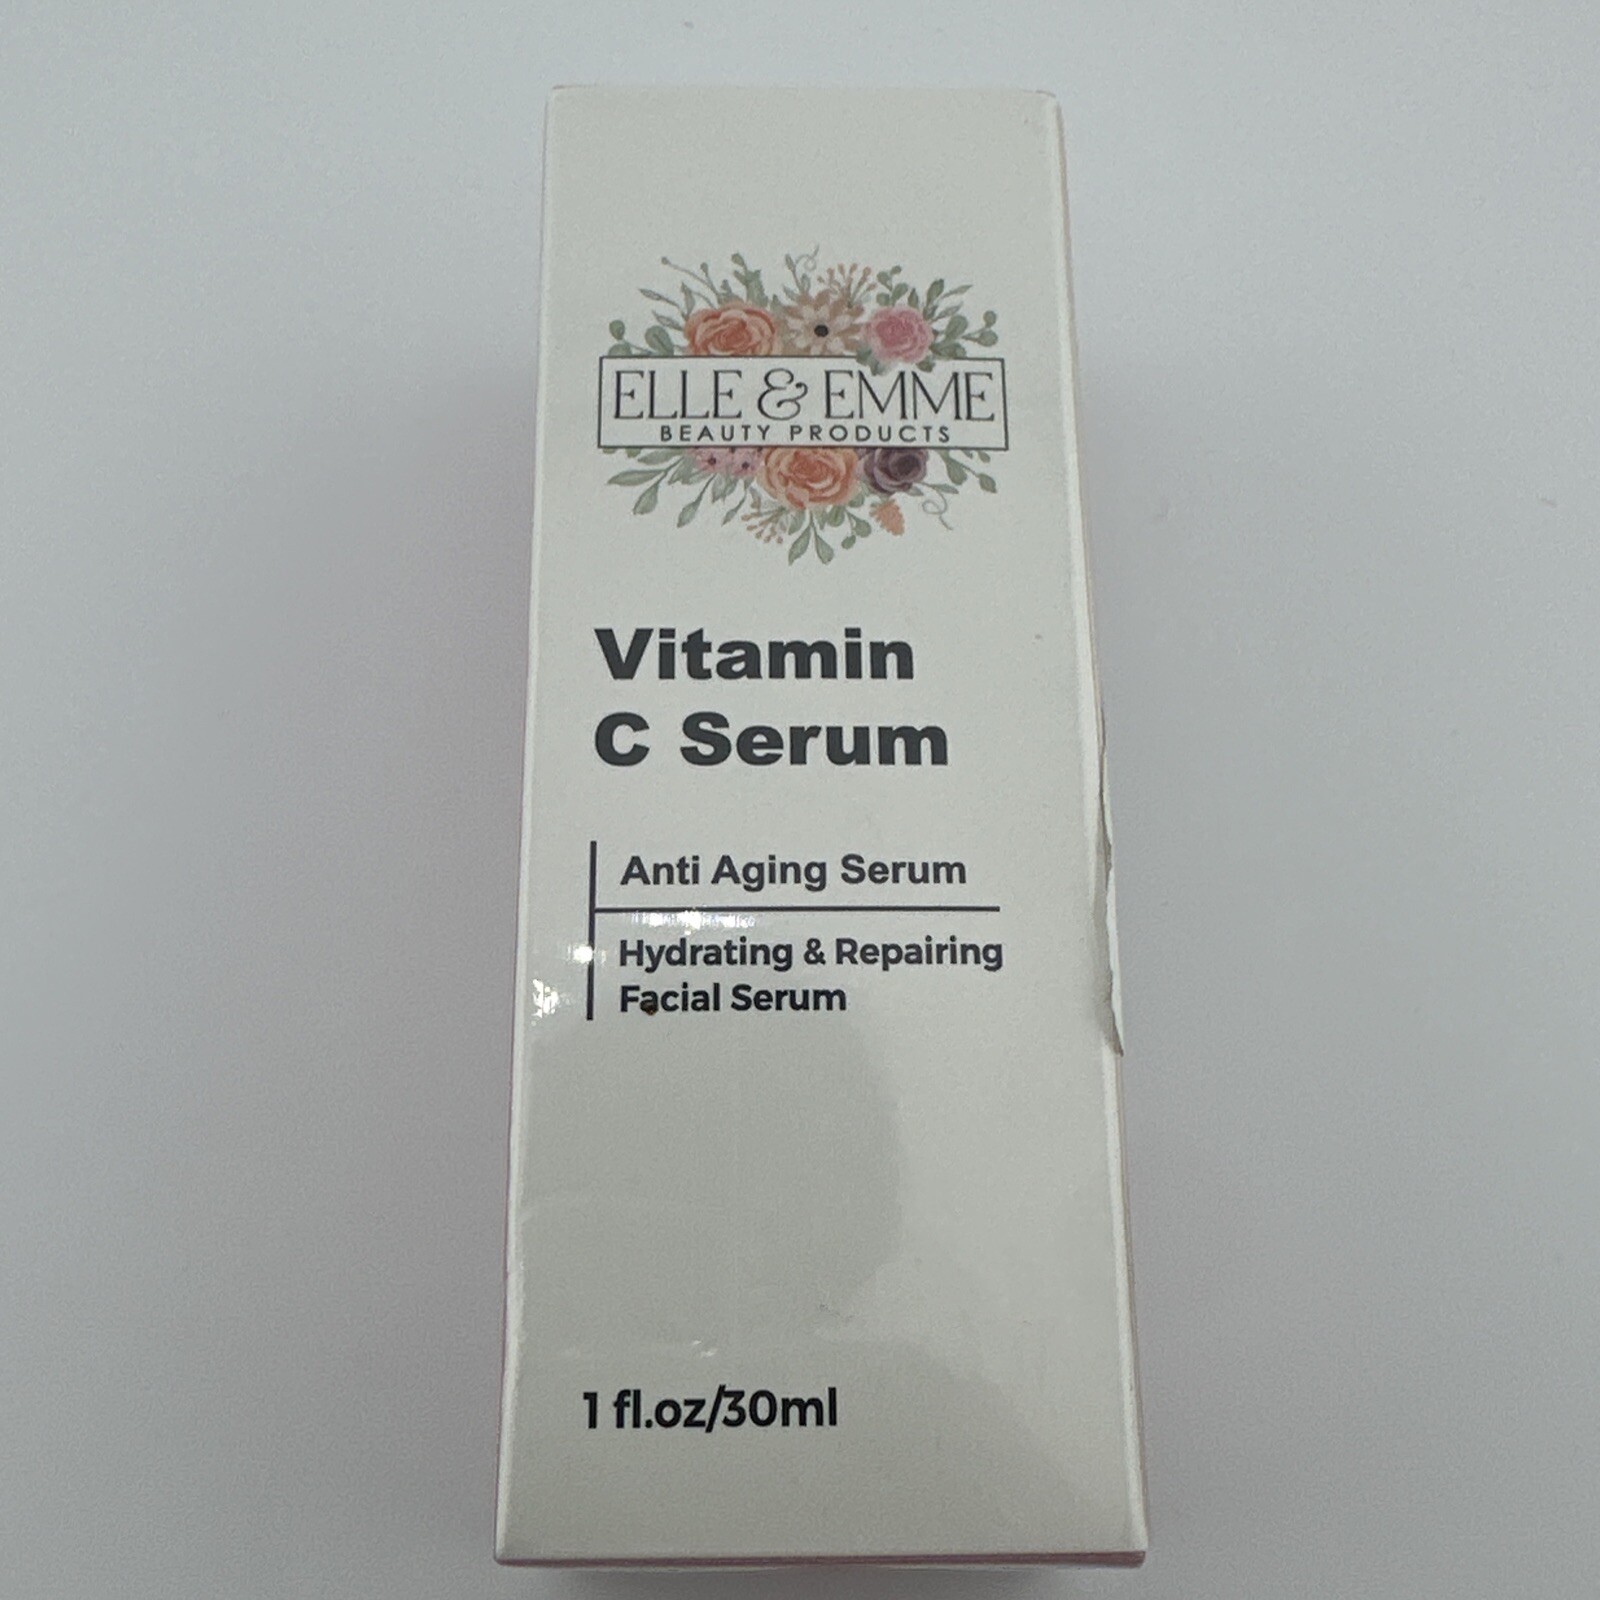 ELLE & EMME
BEAUTY PRODUCTS
Vitamin
C Serum
Anti Aging Serum
Hydrating & Repairing
Facial Serum
1 fl.oz/30ml